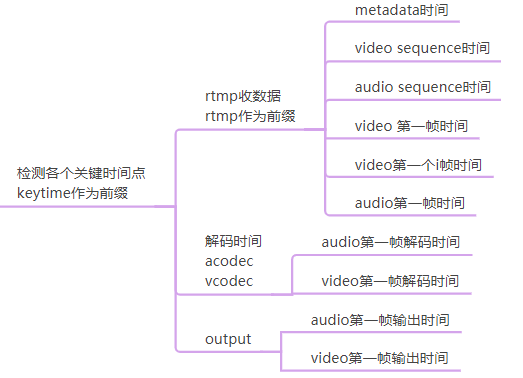 检测各个关键时间点
keytime作为前缀
rtmp收数据
rtmp作为前缀
metadata时间
video sequence时间
audio sequence时间
video 第一帧时间
video第一个i帧时间
audio第一帧时间
解码时间
acodec
vcodec
audio第一帧解码时间
video第一帧解码时间
output
audio第一帧输出时间
video第一帧输出时间